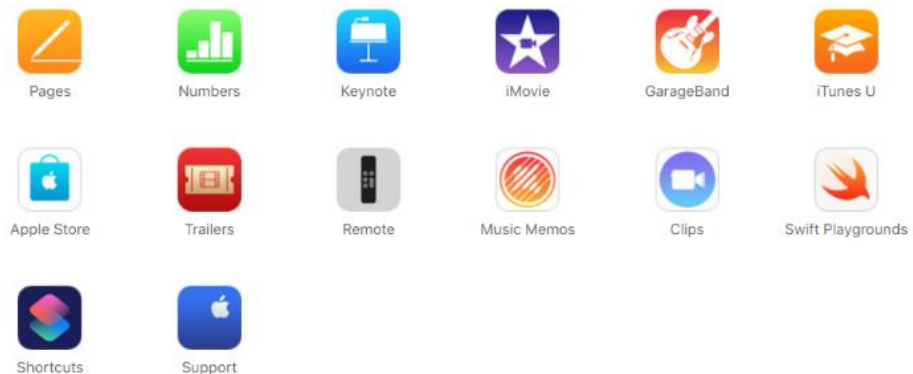 Pages Numbers Keynote iMovie GarageBand iTunes U
Apple Store Trailers Remote Music Memos Clips Swift Playgrounds
Shortcuts Support